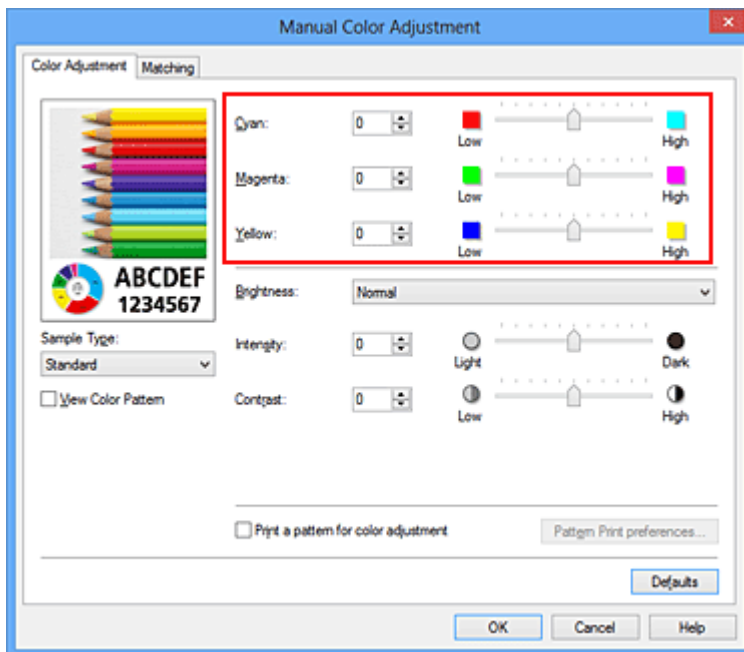 Manual Color Adjustment
Color Adjustment Matching
Cyan: 0 Low High
Magenta: 0 Low High
Yellow: 0 Low High
ABCDEF
1234567
Brightness: Normal
Sample Type:
Standard
Intensity: 0 Light Dark
View Color Pattern
Contrast: 0 Low High
Print a pattern for color adjustment Pattern Print preferences...
Defaults
OK Cancel Help